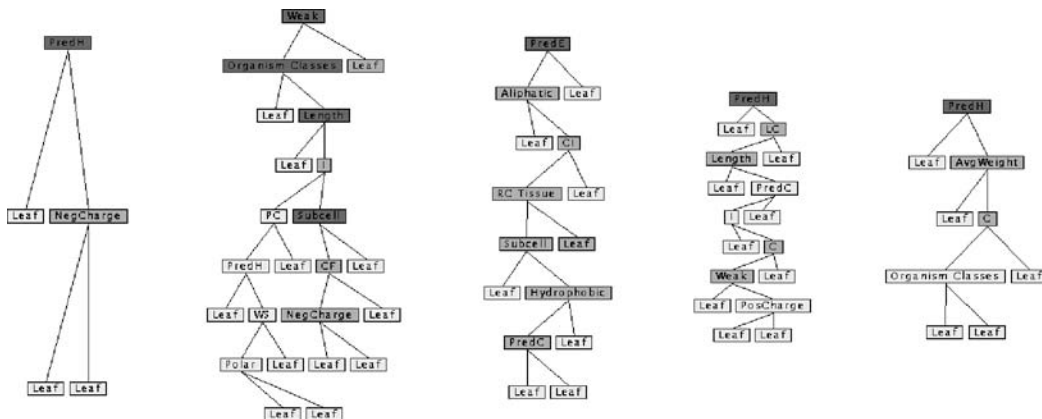 PredH
Leaf NegCharge
Leaf Leaf
Weak
Organism Classes Leaf
Leaf Length
Leaf I
PC Subcell
PredH Leaf CF Leaf
Leaf WS NegCharge Leaf
Polar Leaf Leaf Leaf
Leaf Leaf
PredE
Aliphatic Leaf
Leaf CI
RC Tissue Leaf
Subcell Leaf
Leaf Hydrophobic
PredC Leaf
Leaf Leaf
PredH
Leaf LC
Length Leaf
Leaf PredC
I Leaf
Leaf C
Weak Leaf
Leaf PosCharge
Leaf Leaf
PredH
Leaf AvgWeight
Leaf C
Organism Classes Leaf
Leaf Leaf